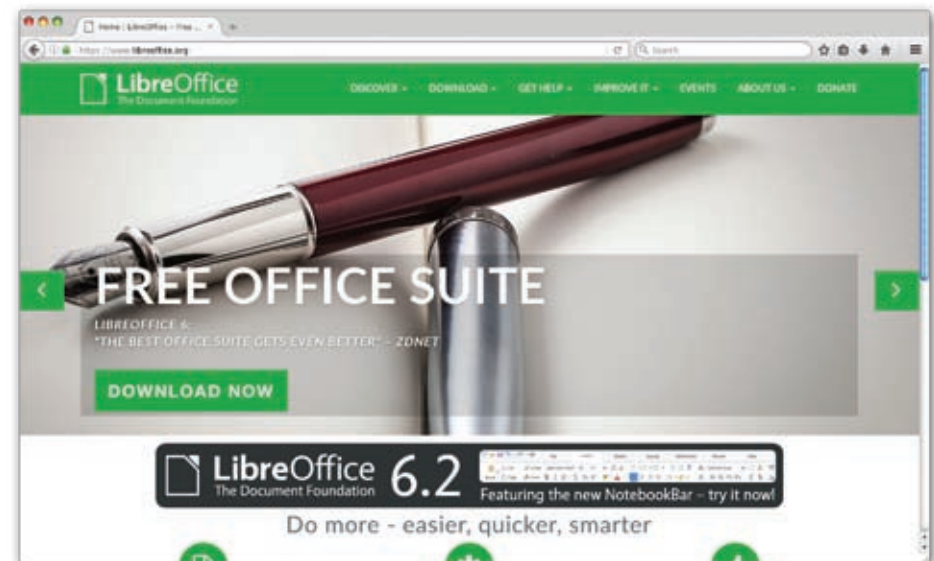 Home | LibreOffice - Free ...
https://www.libreoffice.org
Search
LibreOffice
The Document Foundation
DISCOVER
DOWNLOAD
GET HELP
IMPROVE IT
EVENTS
ABOUT US
DONATE
FREE OFFICE SUITE
LIBREOFFICE 6:
"THE BEST OFFICE SUITE GETS EVEN BETTER" – ZDNET
DOWNLOAD NOW
LibreOffice 6.2
The Document Foundation
Featuring the new NotebookBar – try it now!
Do more - easier, quicker, smarter